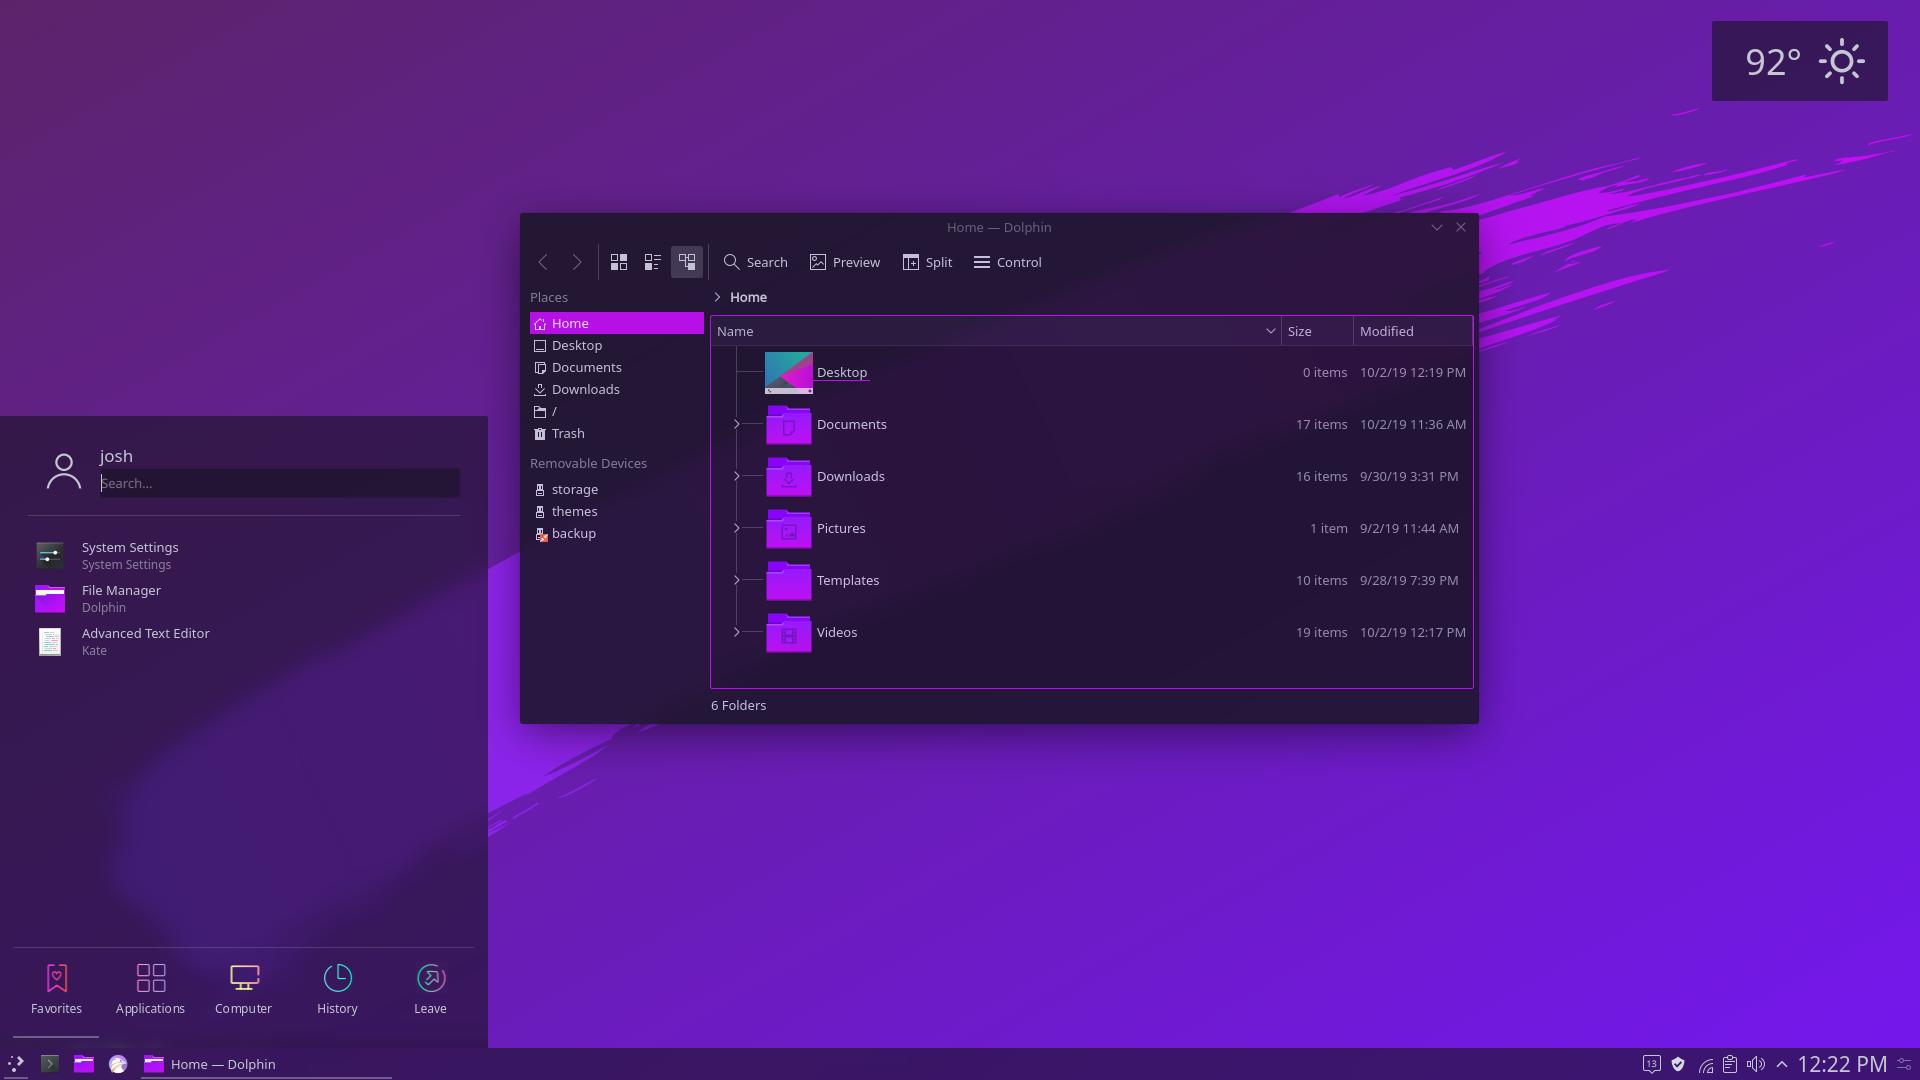 92°
Home — Dolphin
Search Preview Split Control
Places
Home
Desktop
Documents
Downloads
/
Trash
Removable Devices
storage
themes
backup
Home
Name Size Modified
Desktop 0 items 10/2/19 12:19 PM
Documents 17 items 10/2/19 11:36 AM
Downloads 16 items 9/30/19 3:31 PM
Pictures 1 item 9/2/19 11:44 AM
Templates 10 items 9/28/19 7:39 PM
Videos 19 items 10/2/19 12:17 PM
6 Folders
josh
Search...
System Settings
System Settings
File Manager
Dolphin
Advanced Text Editor
Kate
Favorites Applications Computer History Leave
Home — Dolphin
13
12:22 PM